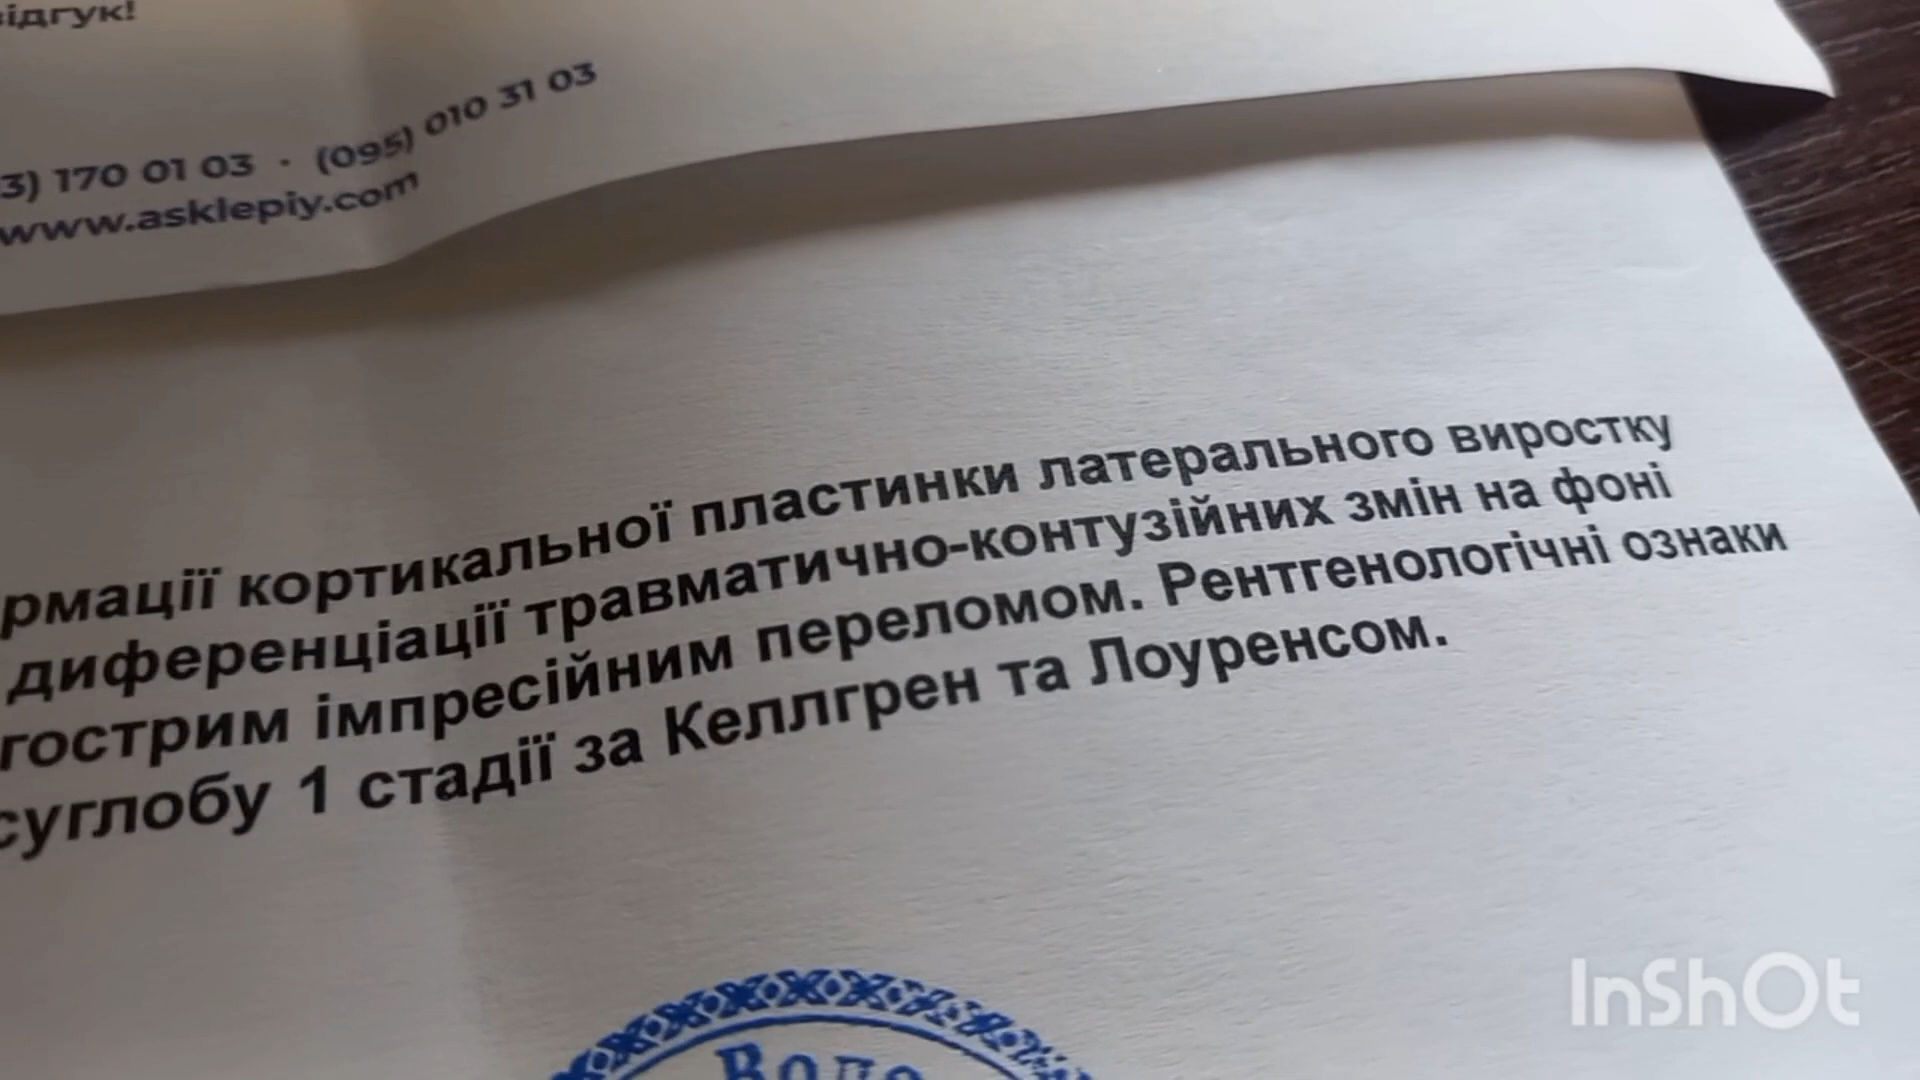 відгук!
3) 170 01 03 · (095) 010 31 03
www.asklepiy.com
рмації кортикальної пластинки латерального виростку
диференціації травматично-контузійних змін на фоні
гострим імпресійним переломом. Рентгенологічні ознаки
суглобу 1 стадії за Келлгрен та Лоуренсом.
InShOt